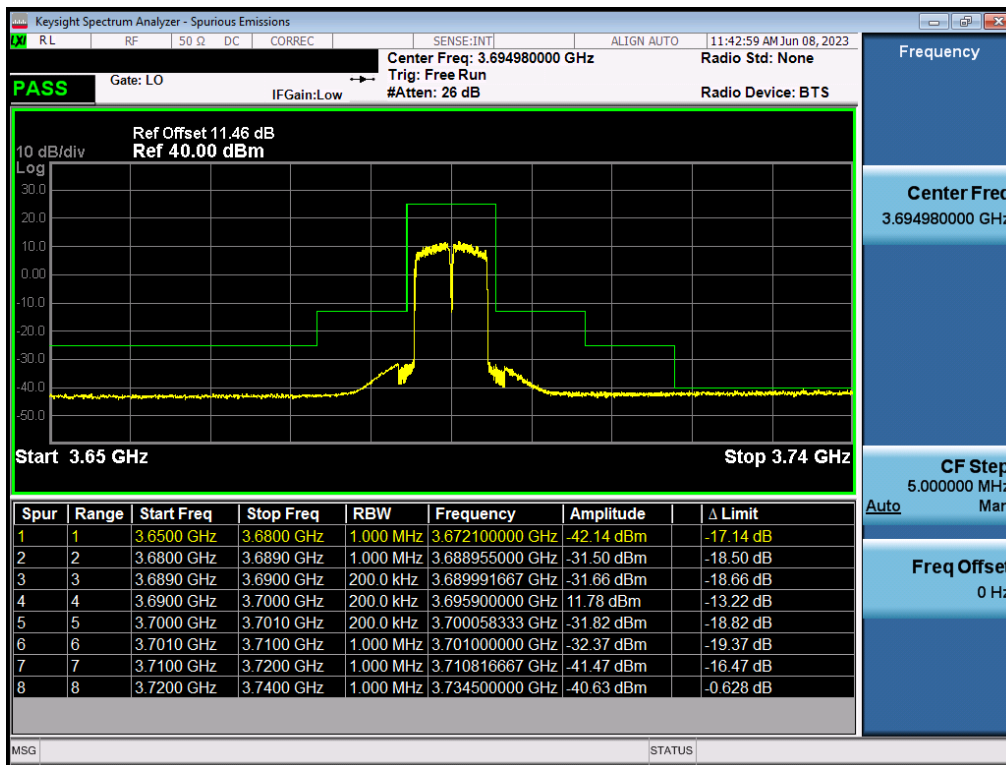 Keysight Spectrum Analyzer - Spurious Emissions
LXI RL RF 50 Ω DC CORREC SENSE:INT ALIGN AUTO 11:42:59 AM Jun 08, 2023
Center Freq: 3.694980000 GHz Radio Std: None
Gate: LO Trig: Free Run
PASS IFGain:Low #Atten: 26 dB Radio Device: BTS
Ref Offset 11.46 dB
10 dB/div Ref 40.00 dBm
Log
30.0
20.0
10.0
0.00
-10.0
-20.0
-30.0
-40.0
-50.0
Start 3.65 GHz Stop 3.74 GHz
Spur Range Start Freq Stop Freq RBW Frequency Amplitude Δ Limit
1 1 3.6500 GHz 3.6800 GHz 1.000 MHz 3.672100000 GHz -42.14 dBm -17.14 dB
2 2 3.6800 GHz 3.6890 GHz 1.000 MHz 3.688955000 GHz -31.50 dBm -18.50 dB
3 3 3.6890 GHz 3.6900 GHz 200.0 kHz 3.689991667 GHz -31.66 dBm -18.66 dB
4 4 3.6900 GHz 3.7000 GHz 200.0 kHz 3.695900000 GHz 11.78 dBm -13.22 dB
5 5 3.7000 GHz 3.7010 GHz 200.0 kHz 3.700058333 GHz -31.82 dBm -18.82 dB
6 6 3.7010 GHz 3.7100 GHz 1.000 MHz 3.701000000 GHz -32.37 dBm -19.37 dB
7 7 3.7100 GHz 3.7200 GHz 1.000 MHz 3.710816667 GHz -41.47 dBm -16.47 dB
8 8 3.7200 GHz 3.7400 GHz 1.000 MHz 3.734500000 GHz -40.63 dBm -0.628 dB
MSG STATUS
Frequency
Center Freq
3.694980000 GHz
CF Step
5.000000 MHz
Auto Man
Freq Offset
0 Hz